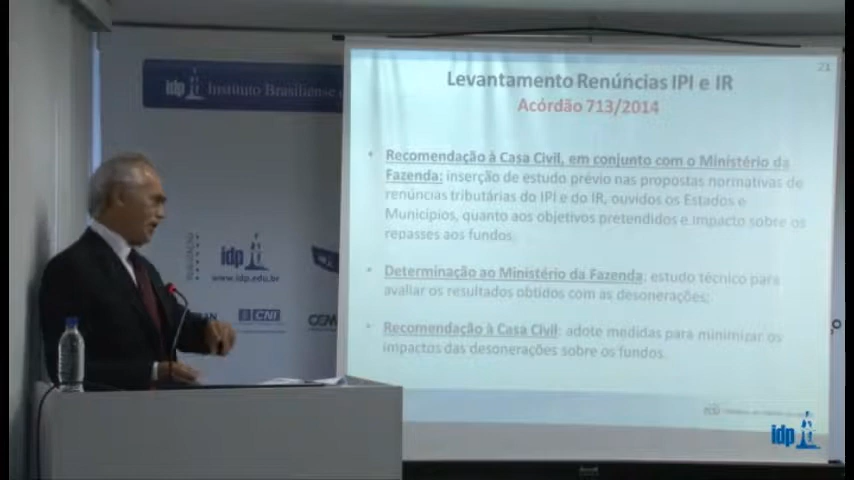 21
Levantamento Renúncias IPI e IR
Acórdão 713/2014
• Recomendação à Casa Civil, em conjunto com o Ministério da
Fazenda: inserção de estudo prévio nas propostas normativas de
renúncias tributárias do IPI e do IR, ouvidos os Estados e
Municípios, quanto aos objetivos pretendidos e impacto sobre os
repasses aos fundos.
• Determinação ao Ministério da Fazenda: estudo técnico para
avaliar os resultados obtidos com as desonerações;
• Recomendação à Casa Civil: adote medidas para minimizar os
impactos das desonerações sobre os fundos.
idp Instituto Brasiliense
REALIZAÇÃO
idp
www.idp.edu.br
CNI
idp